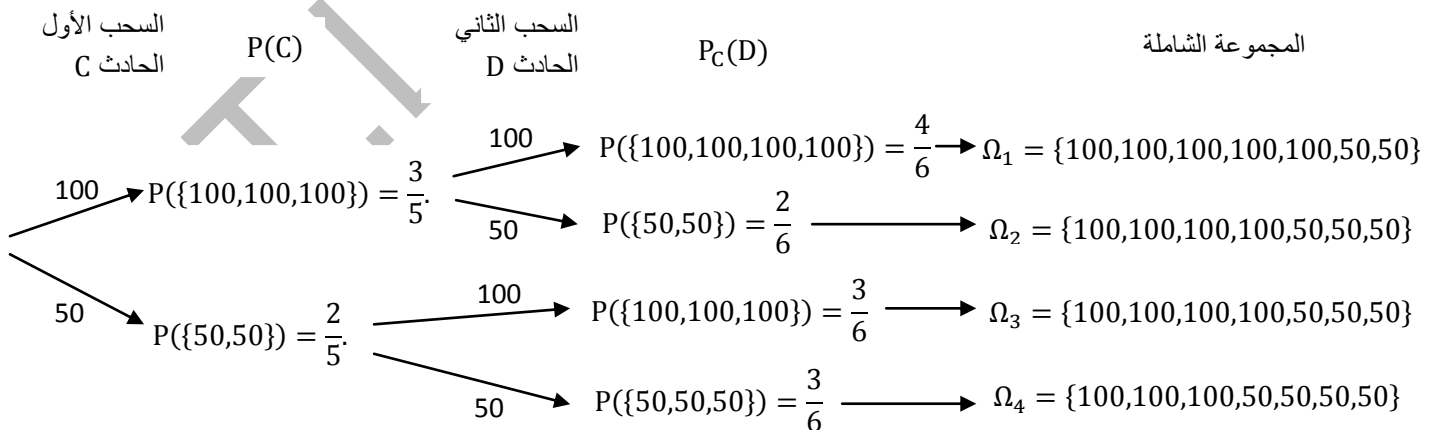 السحب الأول
الحادث C
P(C)
السحب الثاني
الحادث D
P_C(D)
المجموعة الشاملة
100
P({100,100,100}) = 3/5.
100
P({100,100,100,100}) = 4/6
Ω₁ = {100,100,100,100,100,50,50}
50
P({50,50}) = 2/6
Ω₂ = {100,100,100,100,50,50,50}
50
P({50,50}) = 2/5.
100
P({100,100,100}) = 3/6
Ω₃ = {100,100,100,100,50,50,50}
50
P({50,50,50}) = 3/6
Ω₄ = {100,100,100,50,50,50,50}